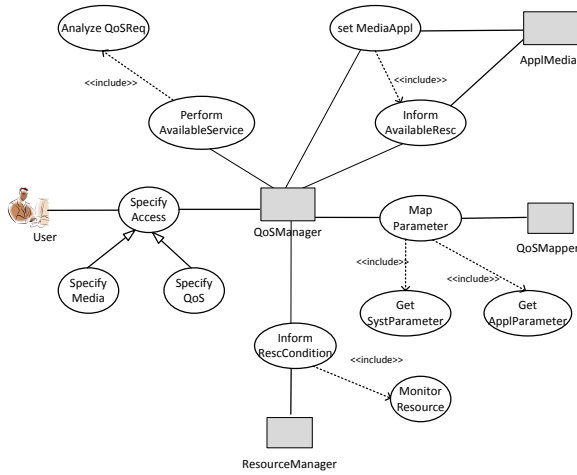 Analyze QoSReq
set MediaAppl
ApplMedia
<<include>>
<<include>>
Perform
AvailableService
Inform
AvailableResc
Specify
Access
User
QoSManager
Map
Parameter
QoSMapper
Specify
Media
Specify
QoS
<<include>>
<<include>>
Get
SystParameter
Get
ApplParameter
Inform
RescCondition
<<include>>
Monitor
Resource
ResourceManager